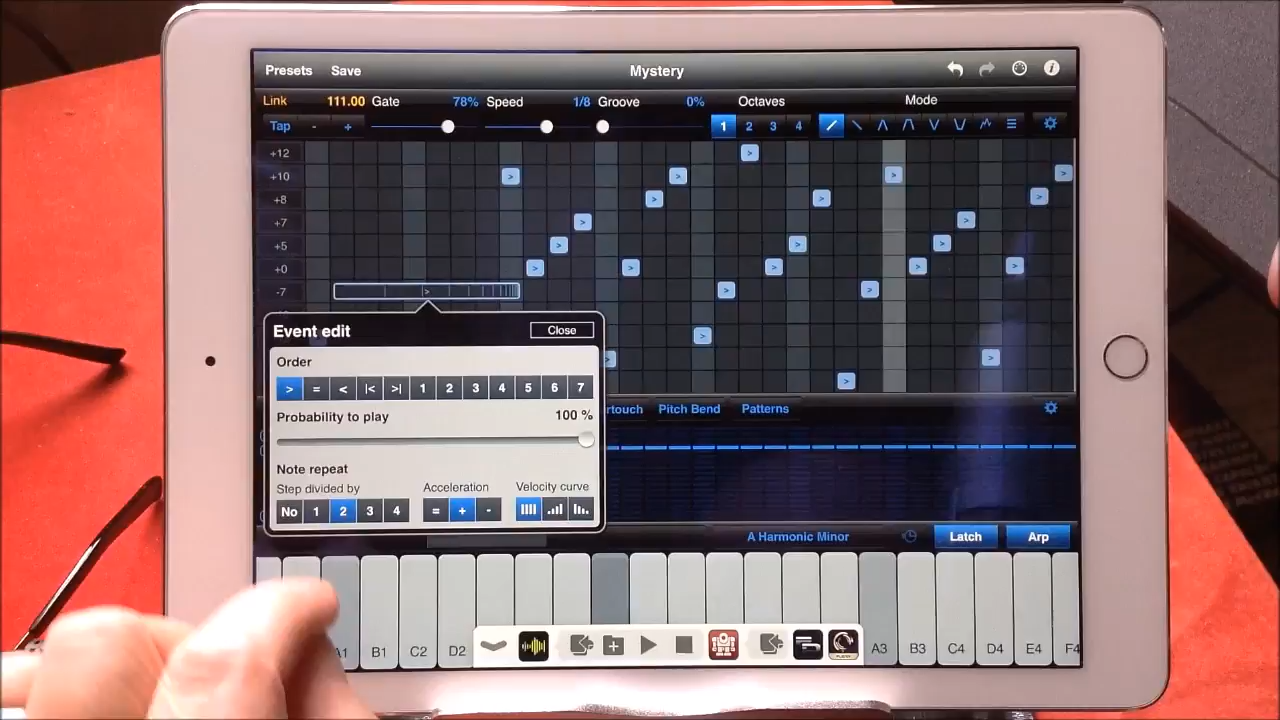 Presets Save Mystery
Link 111.00 Gate 78% Speed 1/8 Groove 0% Octaves Mode
Tap - + 1 2 3 4
+12
+10
+8
+7
+5
+0
-7
Event edit Close
Order
> = < |< >| 1 2 3 4 5 6 7
Probability to play 100 %
Note repeat
Step divided by Acceleration Velocity curve
No 1 2 3 4 = + -
rtouch Pitch Bend Patterns
A Harmonic Minor Latch Arp
A1 B1 C2 D2 A3 B3 C4 D4 E4 F4